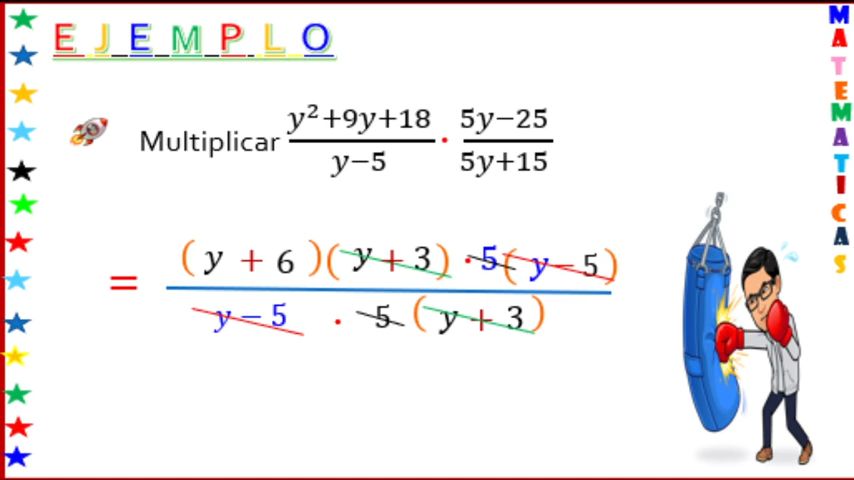 EJEMPLO
Multiplicar y²+9y+18 / y−5 · 5y−25 / 5y+15
= (y + 6)(y + 3) · 5(y − 5)
y − 5 · 5 (y + 3)
MATEMATICAS